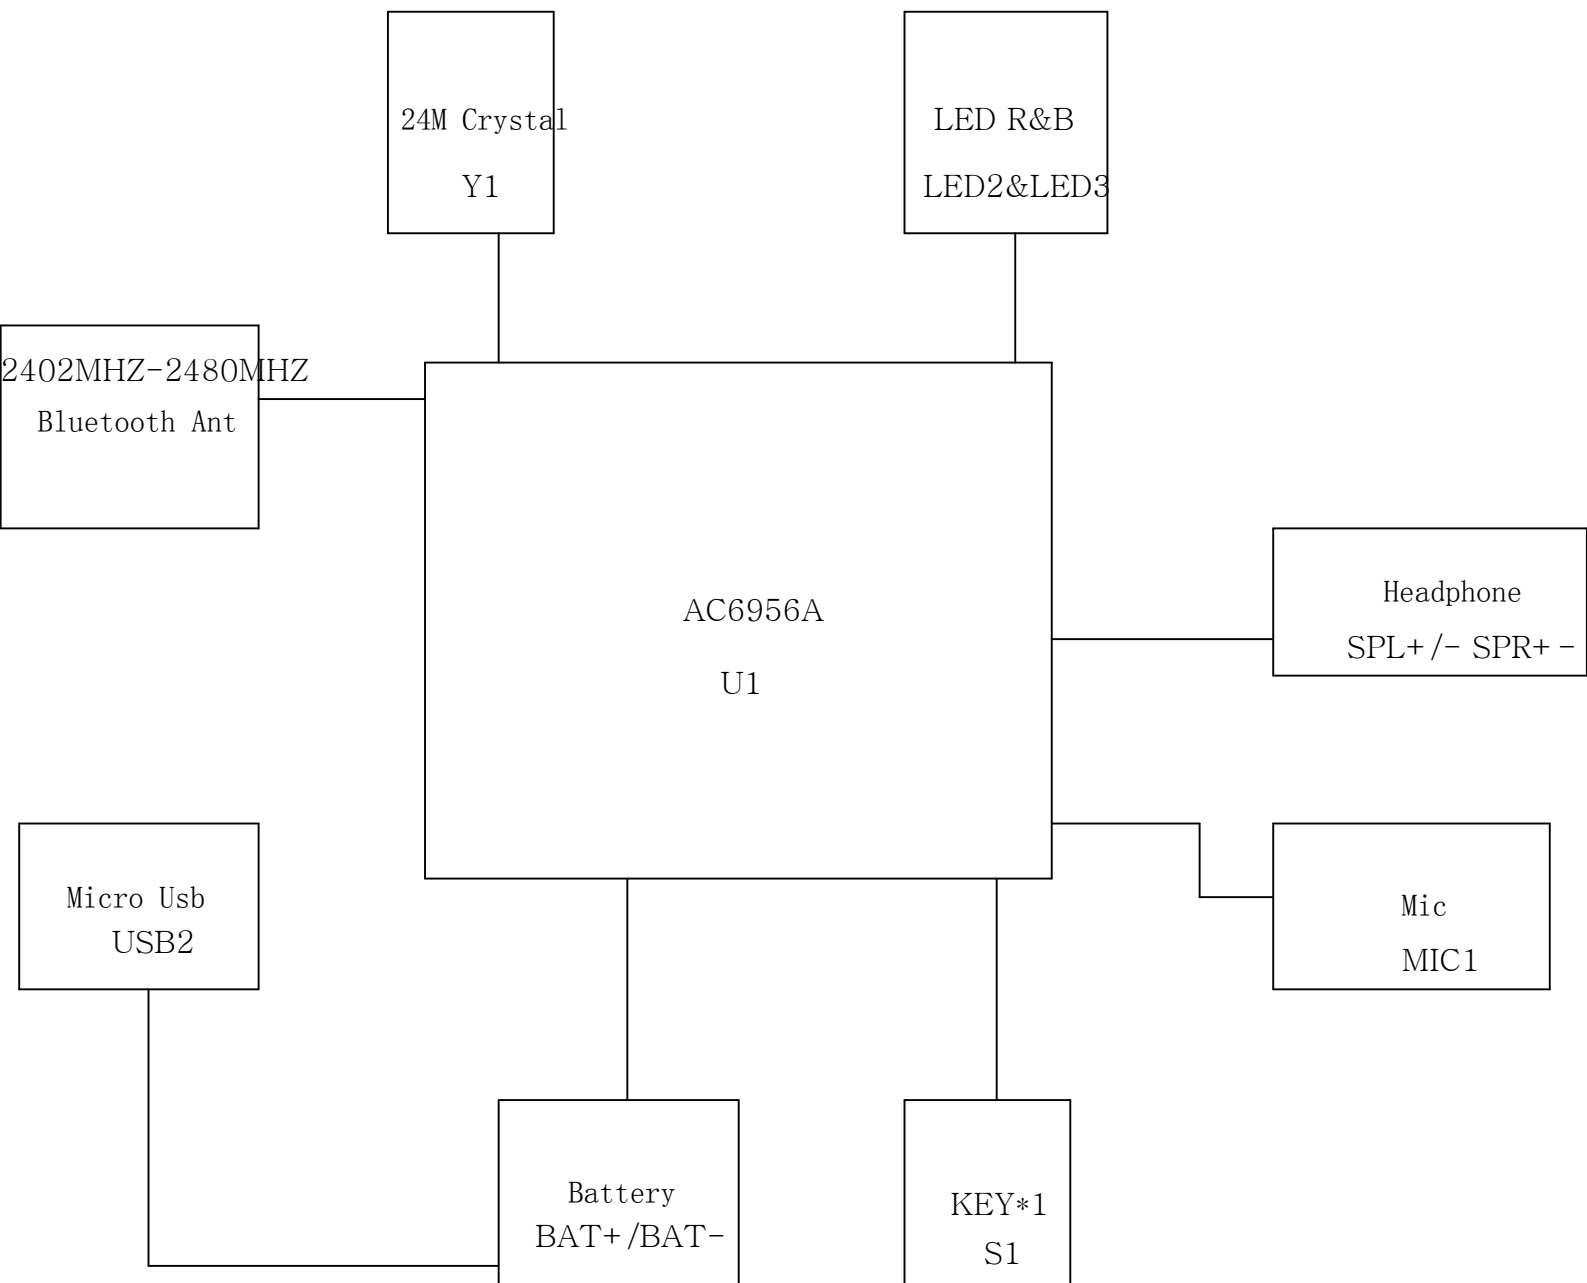 24M Crystal
Y1
LED R&B
LED2&LED3
2402MHZ-2480MHZ
Bluetooth Ant
AC6956A
U1
Headphone
SPL+/- SPR+-
Micro Usb
USB2
Mic
MIC1
Battery
BAT+/BAT-
KEY*1
S1